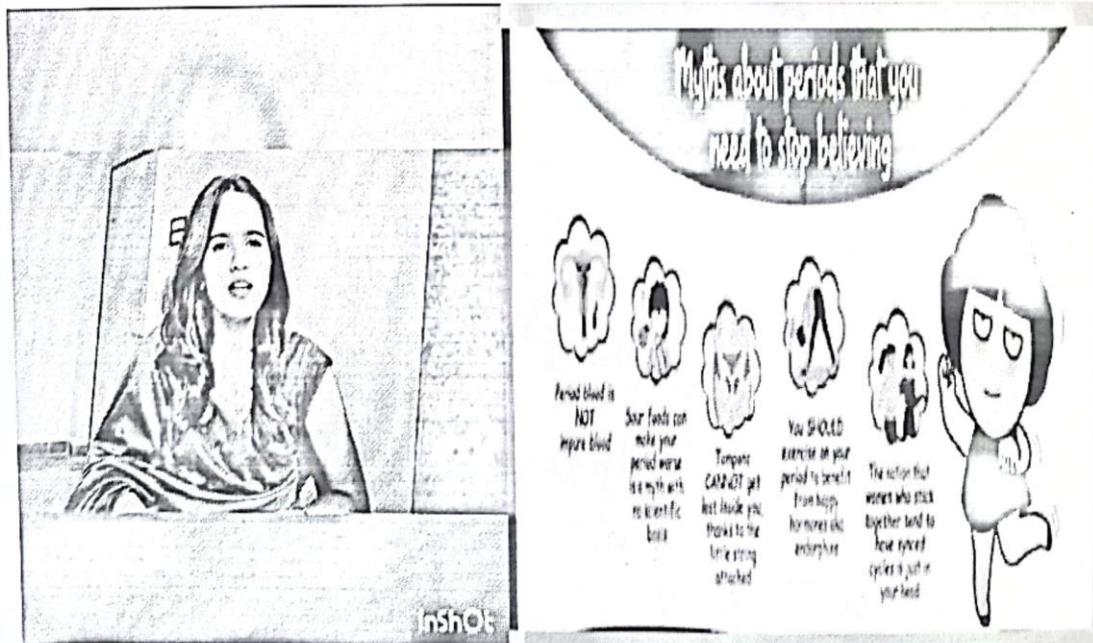 Myths about periods that you
need to stop believing
Period blood is
NOT
impure blood
Sour foods can
make your
period worse
is a myth with
no scientific
basis
Tampons
CANNOT get
lost inside you,
thanks to the
little string
attached
You SHOULD
exercise on your
period to benefit
from happy
hormones aka
endorphins
The notion that
women who stick
together tend to
have synced
cycles is just in
your head
InShOt